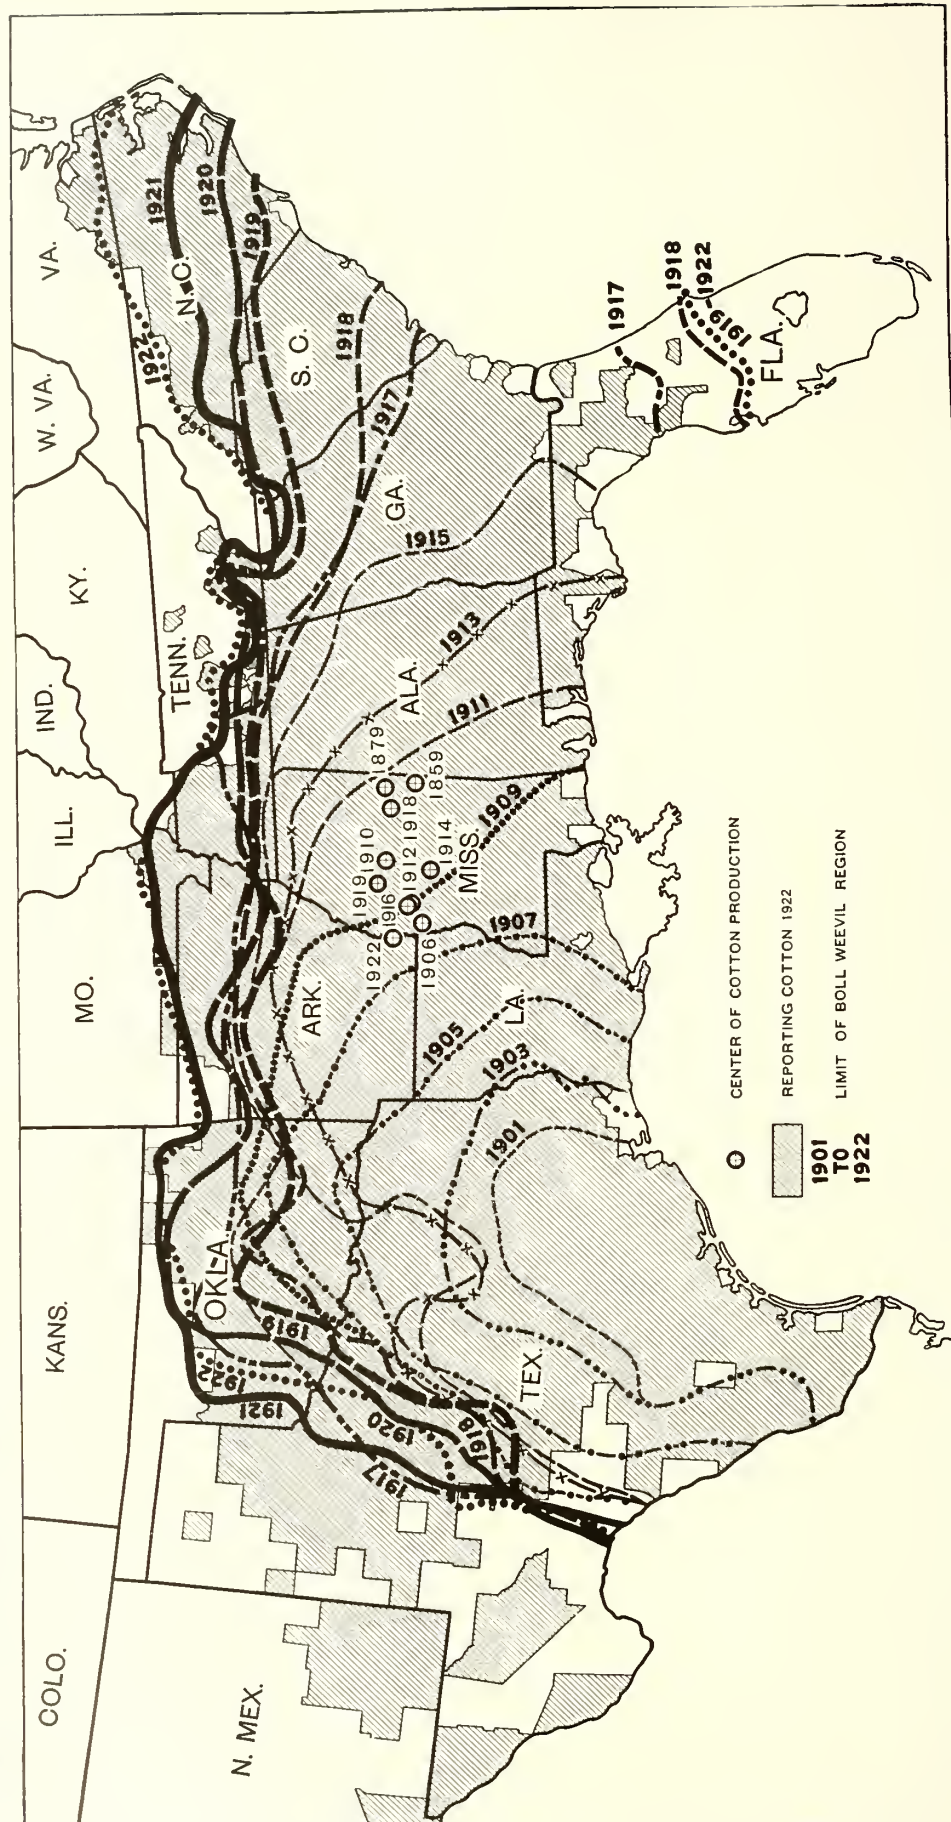 COLO.
KANS.
MO.
ILL.
IND.
KY.
W. VA.
VA.
N. MEX.
OKLA.
TENN.
N. C.
S. C.
ARK.
TEX.
LA.
MISS.
ALA.
GA.
FLA.
1922
1921
1920
1919
1918
1917
1915
1913
1911
1909
1907
1905
1903
1901
1922
1921
1919
1920
1918
1917
1917
1918
1922
1919
1922
1916
1919
1910
1912
1918
1879
1859
1914
1906
CENTER OF COTTON PRODUCTION
REPORTING COTTON 1922
1901
TO
1922
LIMIT OF BOLL WEEVIL REGION